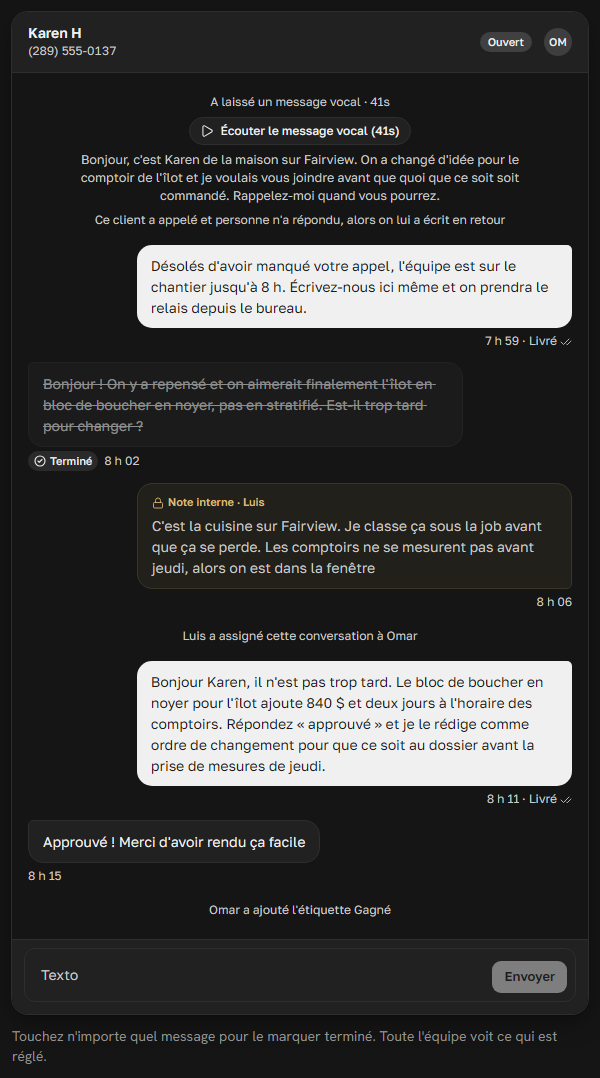 Karen H
(289) 555-0137
Ouvert
OM
A laissé un message vocal · 41s
Écouter le message vocal (41s)
Bonjour, c'est Karen de la maison sur Fairview. On a changé d'idée pour le
comptoir de l'îlot et je voulais vous joindre avant que quoi que ce soit soit
commandé. Rappelez-moi quand vous pourrez.
Ce client a appelé et personne n'a répondu, alors on lui a écrit en retour
Désolés d'avoir manqué votre appel, l'équipe est sur le
chantier jusqu'à 8 h. Écrivez-nous ici même et on prendra le
relais depuis le bureau.
7 h 59 · Livré
Bonjour ! On y a repensé et on aimerait finalement l'îlot en
bloc de boucher en noyer, pas en stratifié. Est-il trop tard
pour changer ?
Terminé 8 h 02
Note interne · Luis
C'est la cuisine sur Fairview. Je classe ça sous la job avant
que ça se perde. Les comptoirs ne se mesurent pas avant
jeudi, alors on est dans la fenêtre
8 h 06
Luis a assigné cette conversation à Omar
Bonjour Karen, il n'est pas trop tard. Le bloc de boucher en
noyer pour l'îlot ajoute 840 $ et deux jours à l'horaire des
comptoirs. Répondez « approuvé » et je le rédige comme
ordre de changement pour que ce soit au dossier avant la
prise de mesures de jeudi.
8 h 11 · Livré
Approuvé ! Merci d'avoir rendu ça facile
8 h 15
Omar a ajouté l'étiquette Gagné
Texto
Envoyer
Touchez n'importe quel message pour le marquer terminé. Toute l'équipe voit ce qui est
réglé.